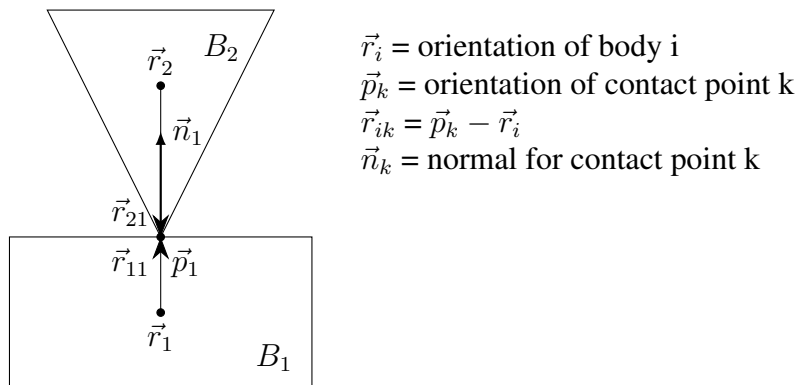 B₂
r⃗₂
n⃗₁
r⃗₂₁
r⃗₁₁ p⃗₁
r⃗₁
B₁
r⃗ᵢ = orientation of body i
p⃗ₖ = orientation of contact point k
r⃗ᵢₖ = p⃗ₖ − r⃗ᵢ
n⃗ₖ = normal for contact point k